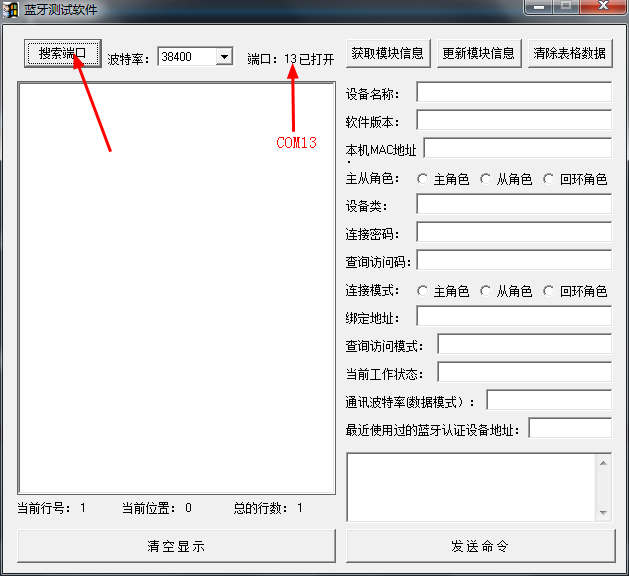 蓝牙测试软件
搜索端口 波特率: 38400 端口: 13已打开 获取模块信息 更新模块信息 清除表格数据
COM13
设备名称:
软件版本:
本机MAC地址:
主从角色: 主角色 从角色 回环角色
设备类:
连接密码:
查询访问码:
连接模式: 主角色 从角色 回环角色
绑定地址:
查询访问模式:
当前工作状态:
通讯波特率(数据模式):
最近使用过的蓝牙认证设备地址:
当前行号: 1 当前位置: 0 总的行数: 1
清空显示 发送命令